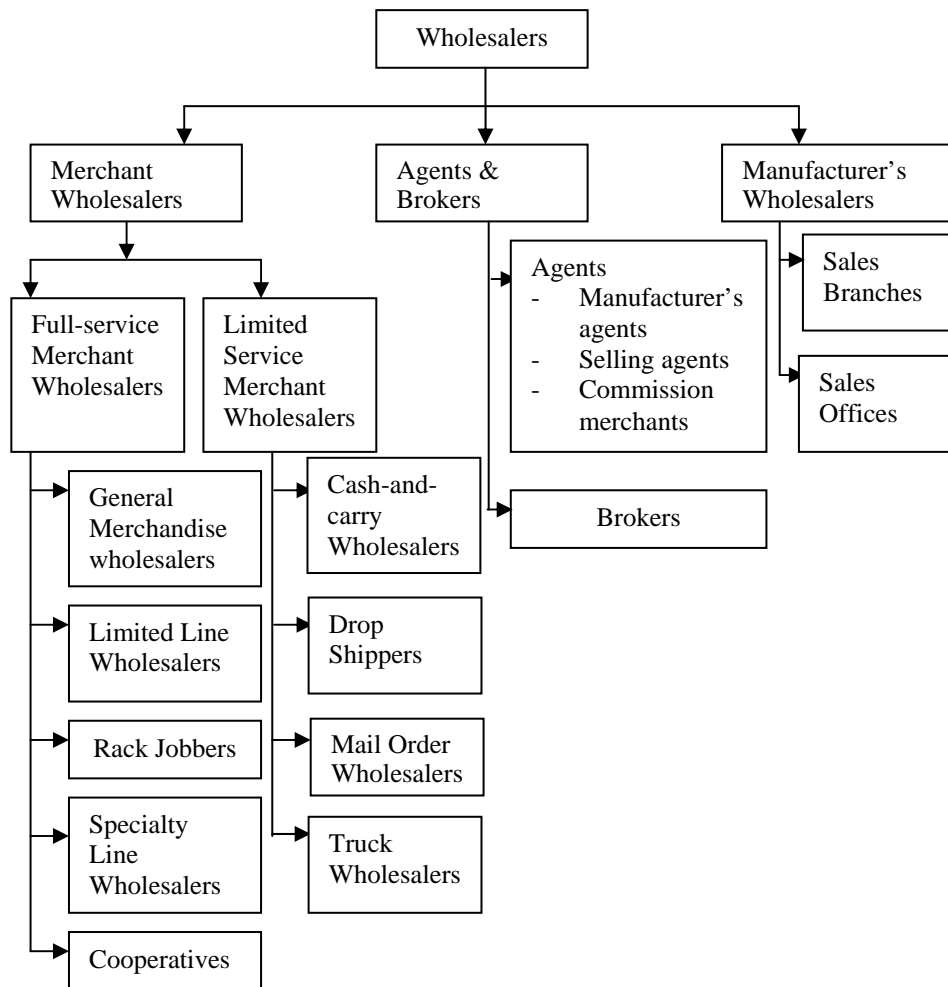 Wholesalers
Merchant
Wholesalers
Agents &
Brokers
Manufacturer’s
Wholesalers
Full-service
Merchant
Wholesalers
Limited
Service
Merchant
Wholesalers
Agents
- Manufacturer’s
agents
- Selling agents
- Commission
merchants
Sales
Branches
Sales
Offices
General
Merchandise
wholesalers
Cash-and-
carry
Wholesalers
Brokers
Limited Line
Wholesalers
Drop
Shippers
Rack Jobbers
Mail Order
Wholesalers
Specialty
Line
Wholesalers
Truck
Wholesalers
Cooperatives